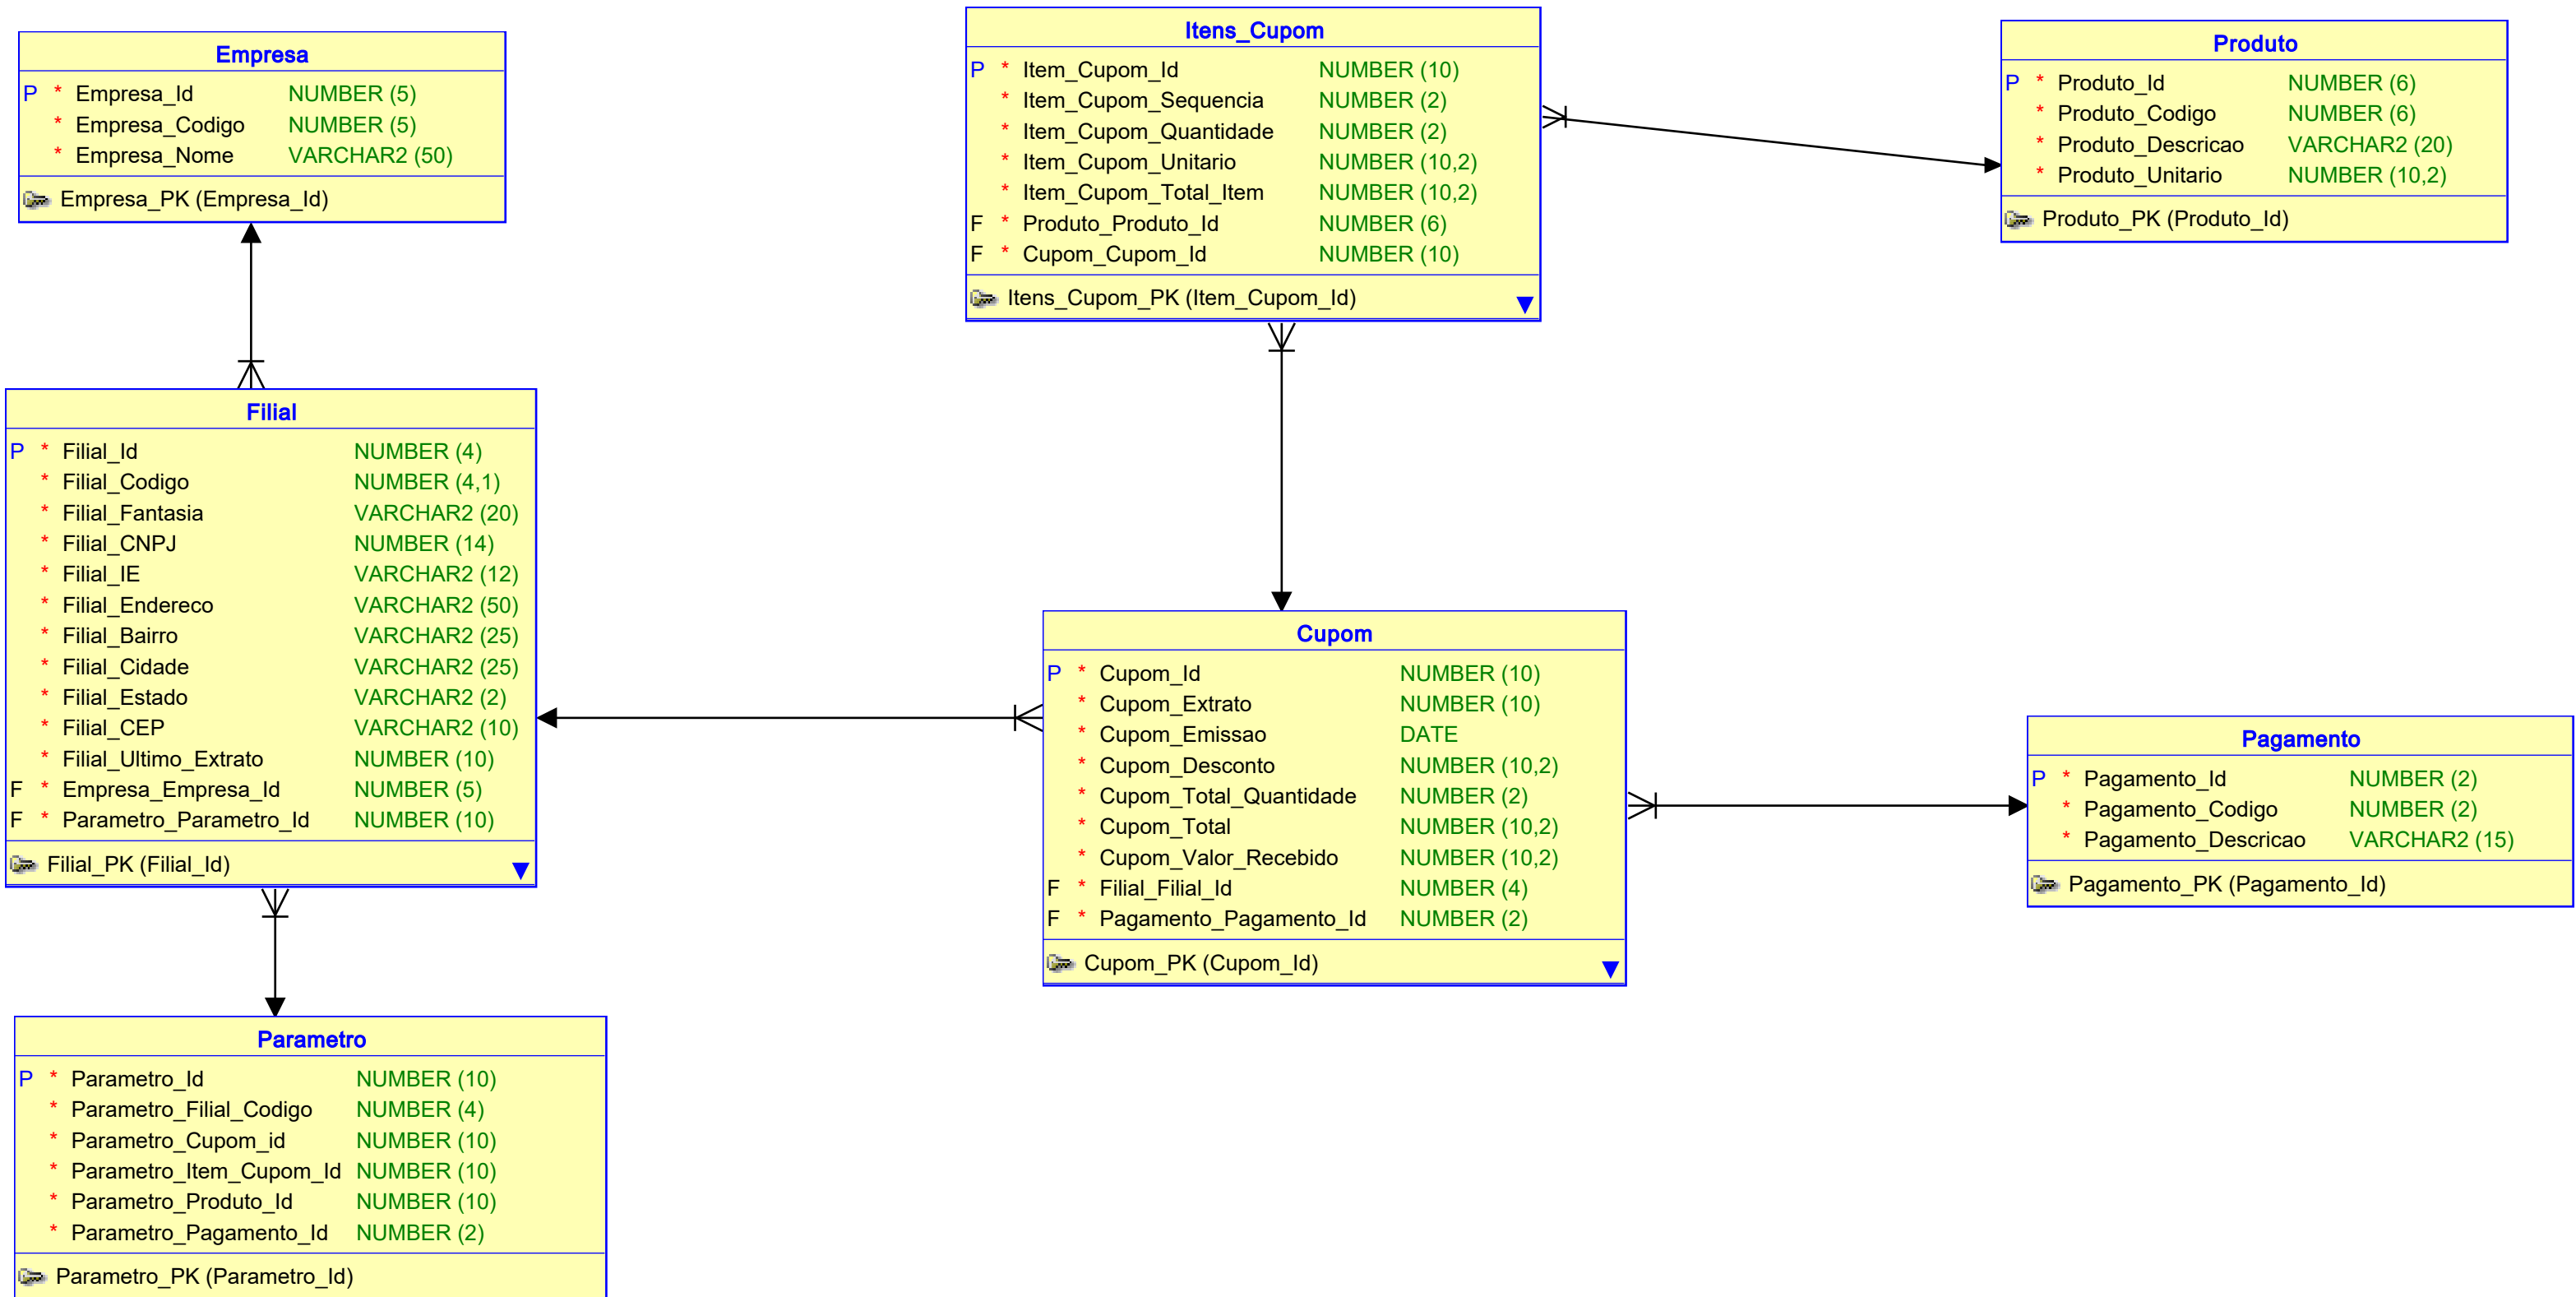 Empresa
P * Empresa_Id NUMBER (5)
* Empresa_Codigo NUMBER (5)
* Empresa_Nome VARCHAR2 (50)
Empresa_PK (Empresa_Id)
Itens_Cupom
P * Item_Cupom_Id NUMBER (10)
* Item_Cupom_Sequencia NUMBER (2)
* Item_Cupom_Quantidade NUMBER (2)
* Item_Cupom_Unitario NUMBER (10,2)
* Item_Cupom_Total_Item NUMBER (10,2)
F * Produto_Produto_Id NUMBER (6)
F * Cupom_Cupom_Id NUMBER (10)
Itens_Cupom_PK (Item_Cupom_Id)
Produto
P * Produto_Id NUMBER (6)
* Produto_Codigo NUMBER (6)
* Produto_Descricao VARCHAR2 (20)
* Produto_Unitario NUMBER (10,2)
Produto_PK (Produto_Id)
Filial
P * Filial_Id NUMBER (4)
* Filial_Codigo NUMBER (4,1)
* Filial_Fantasia VARCHAR2 (20)
* Filial_CNPJ NUMBER (14)
* Filial_IE VARCHAR2 (12)
* Filial_Endereco VARCHAR2 (50)
* Filial_Bairro VARCHAR2 (25)
* Filial_Cidade VARCHAR2 (25)
* Filial_Estado VARCHAR2 (2)
* Filial_CEP VARCHAR2 (10)
* Filial_Ultimo_Extrato NUMBER (10)
F * Empresa_Empresa_Id NUMBER (5)
F * Parametro_Parametro_Id NUMBER (10)
Filial_PK (Filial_Id)
Cupom
P * Cupom_Id NUMBER (10)
* Cupom_Extrato NUMBER (10)
* Cupom_Emissao DATE
* Cupom_Desconto NUMBER (10,2)
* Cupom_Total_Quantidade NUMBER (2)
* Cupom_Total NUMBER (10,2)
* Cupom_Valor_Recebido NUMBER (10,2)
F * Filial_Filial_Id NUMBER (4)
F * Pagamento_Pagamento_Id NUMBER (2)
Cupom_PK (Cupom_Id)
Pagamento
P * Pagamento_Id NUMBER (2)
* Pagamento_Codigo NUMBER (2)
* Pagamento_Descricao VARCHAR2 (15)
Pagamento_PK (Pagamento_Id)
Parametro
P * Parametro_Id NUMBER (10)
* Parametro_Filial_Codigo NUMBER (4)
* Parametro_Cupom_id NUMBER (10)
* Parametro_Item_Cupom_Id NUMBER (10)
* Parametro_Produto_Id NUMBER (10)
* Parametro_Pagamento_Id NUMBER (2)
Parametro_PK (Parametro_Id)